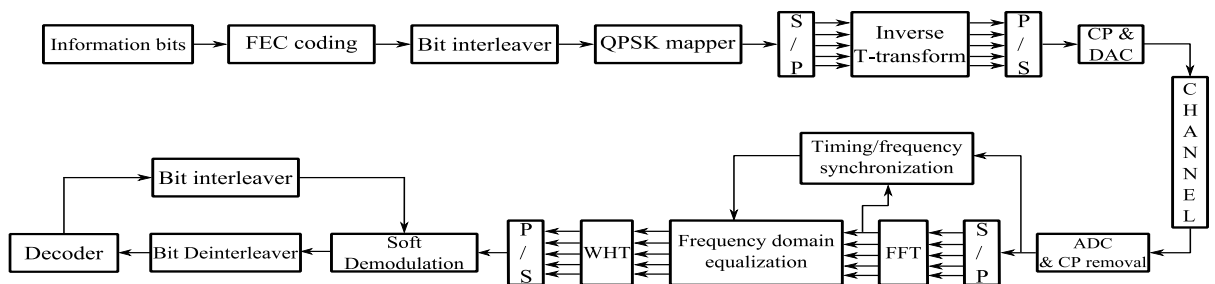 Information bits
FEC coding
Bit interleaver
QPSK mapper
S
/
P
Inverse
T-transform
P
/
S
CP &
DAC
C
H
A
N
N
E
L
Timing/frequency
synchronization
Bit interleaver
Decoder
Bit Deinterleaver
Soft
Demodulation
P
/
S
WHT
Frequency domain
equalization
FFT
S
/
P
ADC
& CP removal